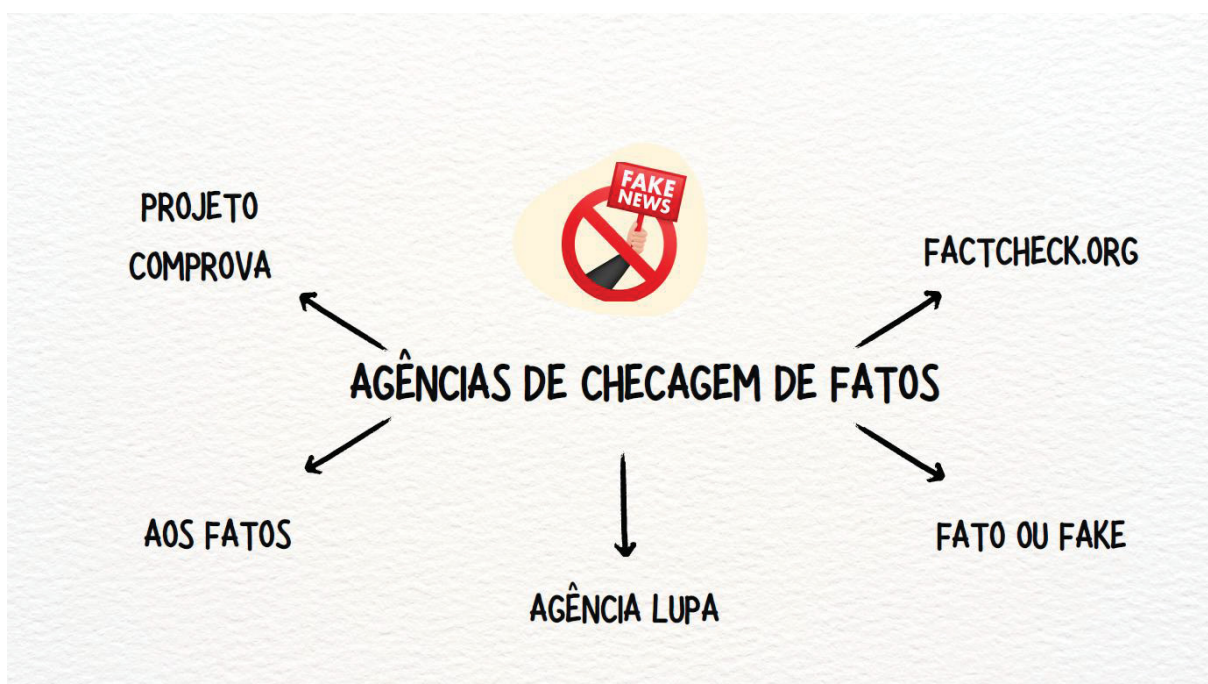 FAKE
NEWS
PROJETO
COMPROVA
FACTCHECK.ORG
AGÊNCIAS DE CHECAGEM DE FATOS
AOS FATOS
FATO OU FAKE
AGÊNCIA LUPA